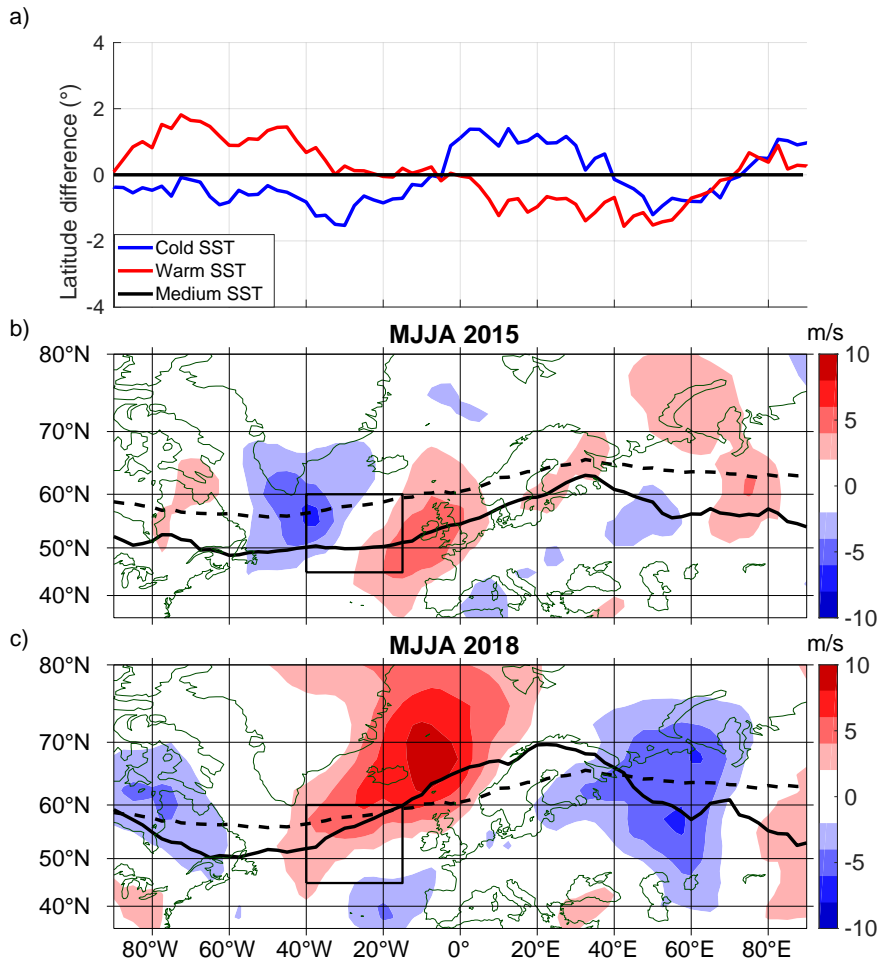 a)
4
2
0
-2
-4
Latitude difference (°)
Cold SST
Warm SST
Medium SST
b)
MJJA 2015
m/s
80°N
70°N
60°N
50°N
40°N
10
5
0
-5
-10
c)
MJJA 2018
m/s
80°N
70°N
60°N
50°N
40°N
10
5
0
-5
-10
80°W 60°W 40°W 20°W 0° 20°E 40°E 60°E 80°E